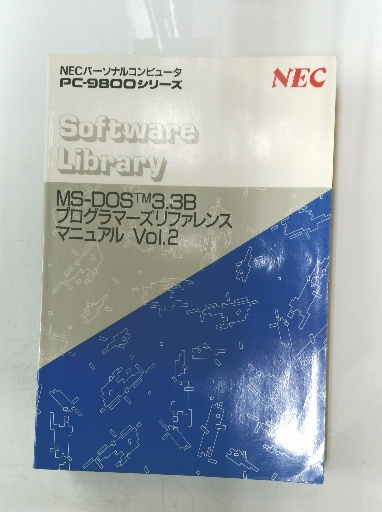 NECパーソナルコンピュータ
PC-9800シリーズ
NEC
Software
Library
MS-DOS™3.3B
プログラマーズリファレンス
マニュアル Vol.2